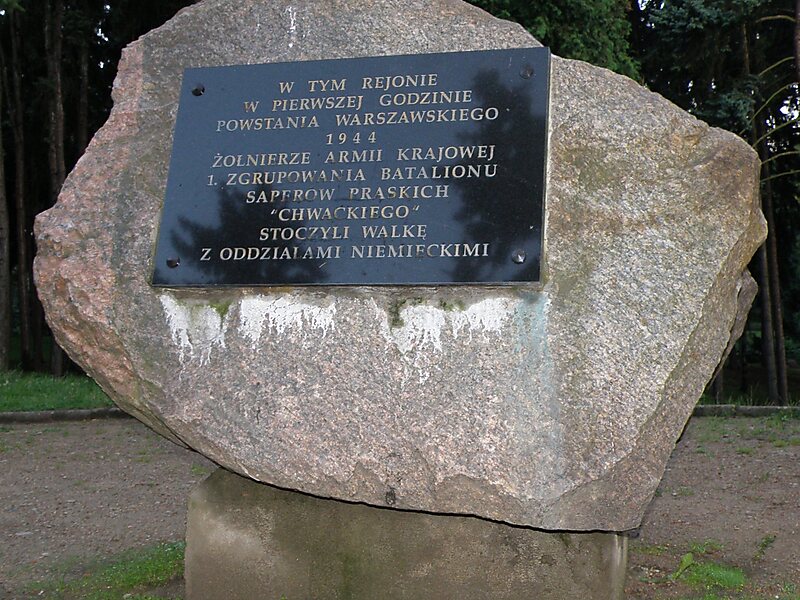 W TYM REJONIE
W PIERWSZEJ GODZINIE
POWSTANIA WARSZAWSKIEGO
1944
ŻOŁNIERZE ARMII KRAJOWEJ
1. ZGRUPOWANIA BATALIONU
SAPERÓW PRASKICH
"CHWACKIEGO"
STOCZYLI WALKĘ
Z ODDZIAŁAMI NIEMIECKIMI